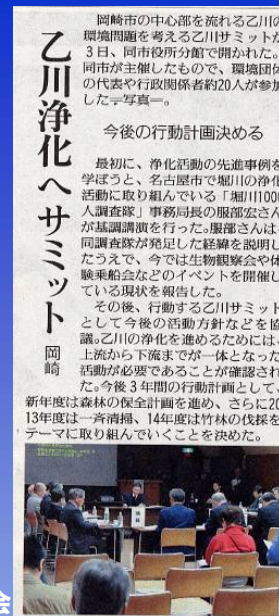 乙川浄化へサミット
岡崎
岡崎市の中心部を流れる乙川の
環境問題を考える乙川サミットが
3日、同市役所分館で開かれた。
同市が主催したもので、環境団体
の代表や行政関係者約20人が参加
した=写真=。
今後の行動計画決める
最初に、浄化活動の先進事例を
学ぼうと、名古屋市で堀川の浄化
活動に取り組んでいる「堀川1000
人調査隊」事務局長の服部宏さん
が基調講演を行った。服部さんは、
同調査隊が発足した経緯を説明し
たうえで、今では生物観察会や体
験乗船会などのイベントを開催し
ている現状を報告した。
その後、行動する乙川サミット
として今後の活動方針などを協
議。乙川の浄化を進めるためには、
上流から下流までが一体となった
活動が必要であることが確認され
た。今後3年間の行動計画として、
新年度は森林の保全計画を進め、さらに20
13年度は一斉清掃、14年度は竹林の伐採を
テーマに取り組んでいくことを決めた。
会